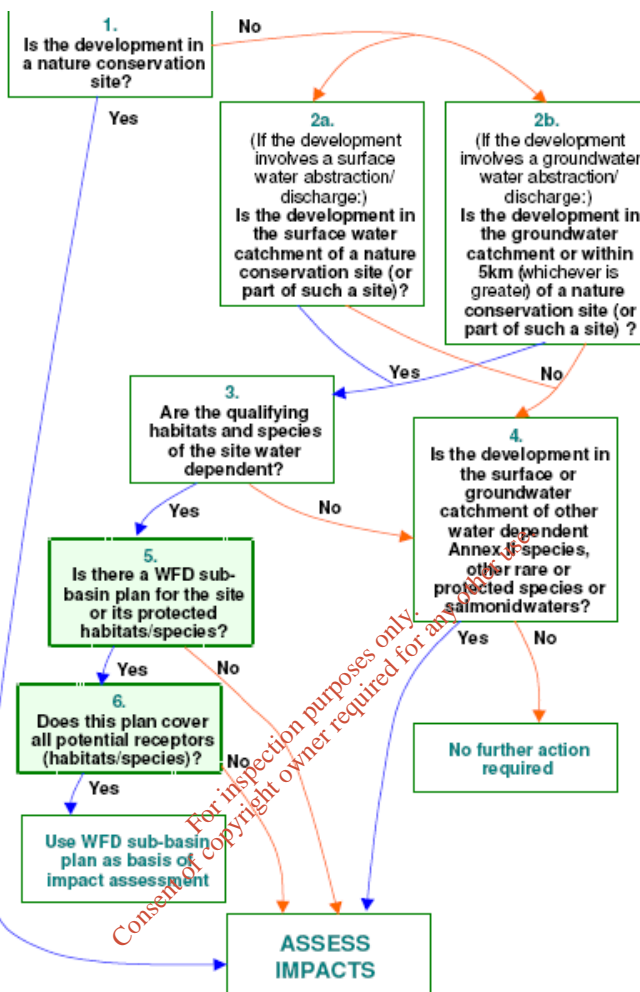 1.
Is the development in
a nature conservation
site?
No
Yes
2a.
(If the development
involves a surface
water abstraction/
discharge:)
Is the development in
the surface water
catchment of a nature
conservation site (or
part of such a site)?
2b.
(If the development
involves a groundwater
water abstraction/
discharge:)
Is the development in
the groundwater
catchment or within
5km (whichever is
greater) of a nature
conservation site (or
part of such a site) ?
Yes
No
3.
Are the qualifying
habitats and species
of the site water
dependent?
Yes
No
4.
Is the development in
the surface or
groundwater
catchment of other
water dependent
Annex II species,
other rare or
protected species or
salmonidwaters?
Yes
No
5.
Is there a WFD sub-
basin plan for the site
or its protected
habitats/species?
Yes
No
6.
Does this plan cover
all potential receptors
(habitats/species)?
No
Yes
No further action
required
Use WFD sub-basin
plan as basis of
impact assessment
ASSESS
IMPACTS
For inspection purposes only.
Consent of copyright owner required for any other use.